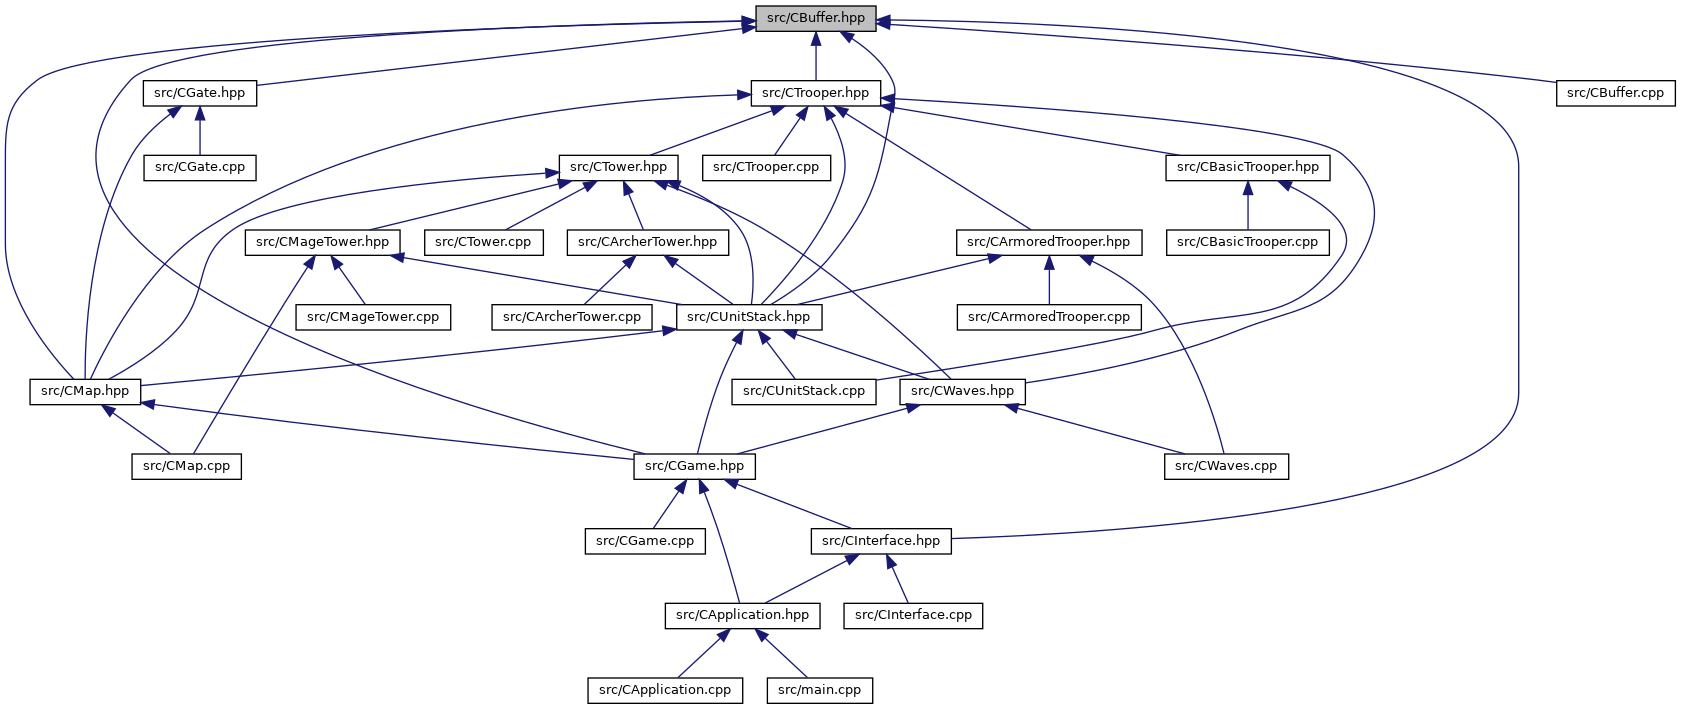 src/CBuffer.hpp
src/CGate.hpp
src/CTrooper.hpp
src/CBuffer.cpp
src/CGate.cpp
src/CTower.hpp
src/CTrooper.cpp
src/CBasicTrooper.hpp
src/CMageTower.hpp
src/CTower.cpp
src/CArcherTower.hpp
src/CArmoredTrooper.hpp
src/CBasicTrooper.cpp
src/CMageTower.cpp
src/CArcherTower.cpp
src/CUnitStack.hpp
src/CArmoredTrooper.cpp
src/CMap.hpp
src/CUnitStack.cpp
src/CWaves.hpp
src/CMap.cpp
src/CGame.hpp
src/CWaves.cpp
src/CGame.cpp
src/CInterface.hpp
src/CApplication.hpp
src/CInterface.cpp
src/CApplication.cpp
src/main.cpp